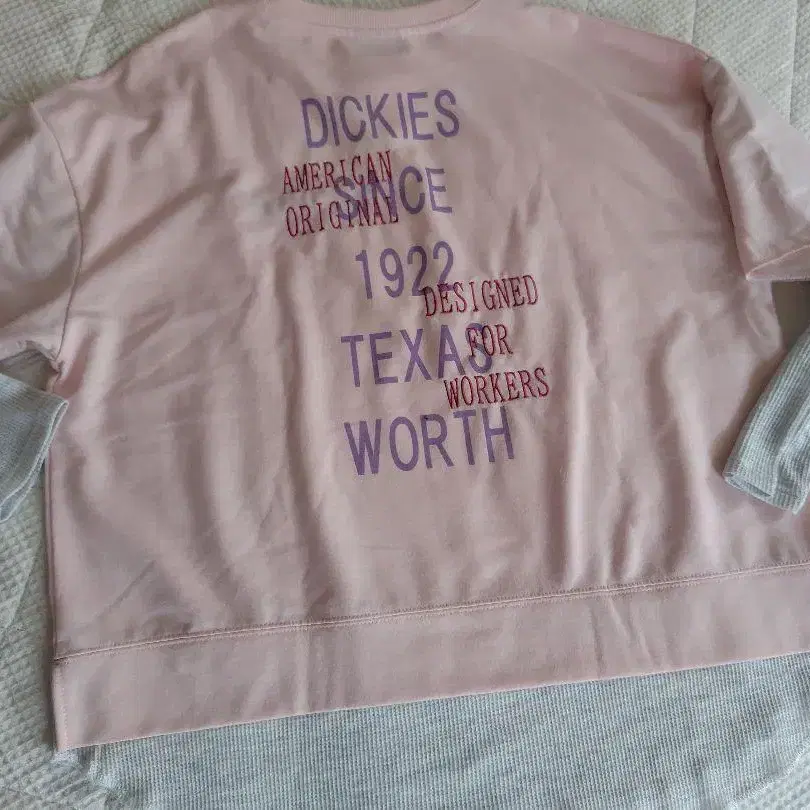 DICKIES
AMERICAN
SINCE
ORIGINAL
1922
DESIGNED
TEXAS
FOR
WORKERS
WORTH